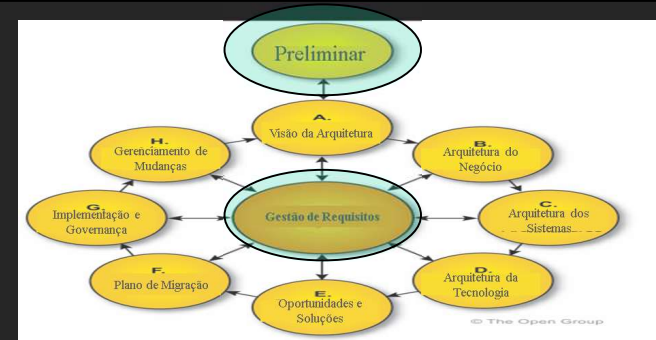 Preliminar
A.
Visão da Arquitetura
H.
Gerenciamento de
Mudanças
B.
Arquitetura do
Negócio
G.
Implementação e
Governança
Gestão de Requisitos
C.
Arquitetura dos
Sistemas
F.
Plano de Migração
E.
Oportunidades e
Soluções
D.
Arquitetura da
Tecnologia
© The Open Group